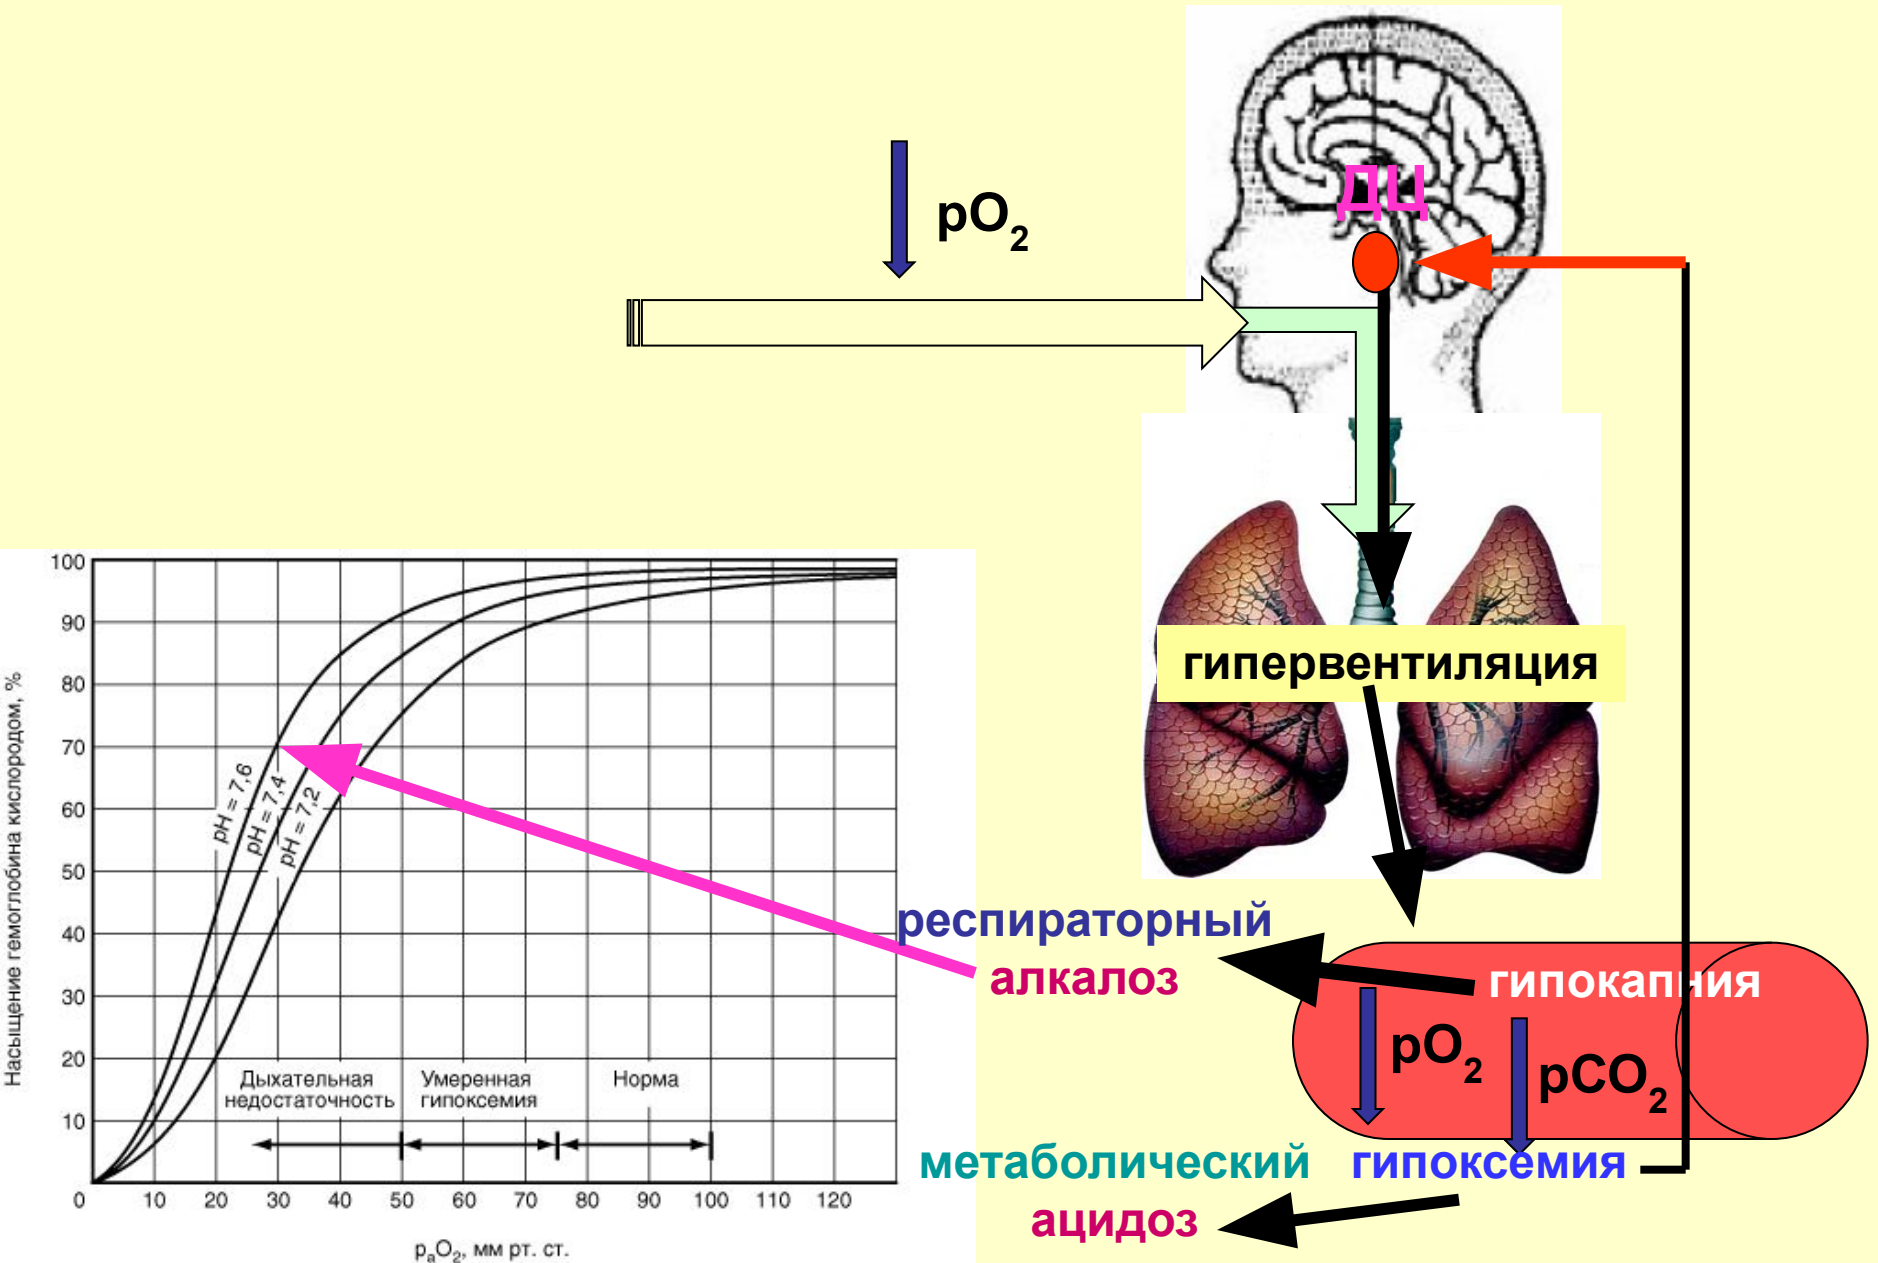 pO2
ДЦ
гипервентиляция
респираторный
алкалоз
гипокапния
pO2
pCO2
метаболический
ацидоз
гипоксемия
Насыщение гемоглобина кислородом, %
100
90
80
70
60
50
40
30
20
10
pH = 7,6
pH = 7,4
pH = 7,2
Дыхательная
недостаточность
Умеренная
гипоксемия
Норма
0 10 20 30 40 50 60 70 80 90 100 110 120
paO2, мм рт. ст.